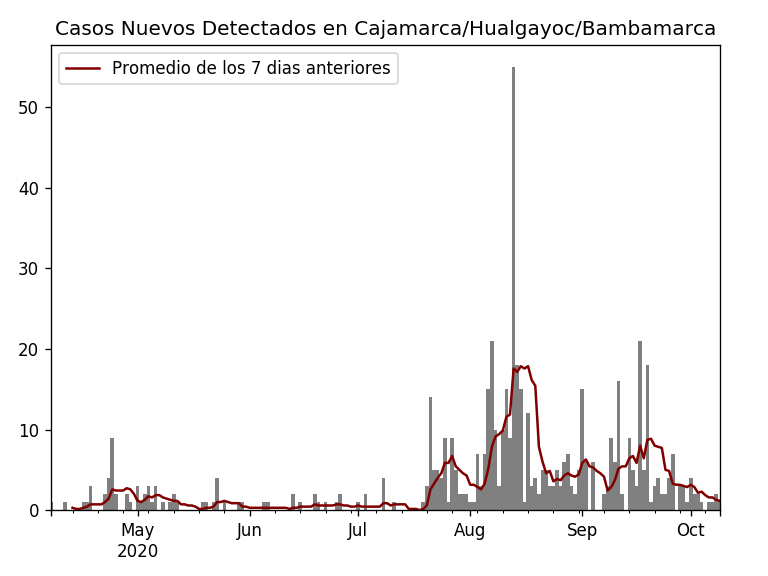 Casos Nuevos Detectados en Cajamarca/Hualgayoc/Bambamarca
Promedio de los 7 dias anteriores
50
40
30
20
10
0
May Jun Jul Aug Sep Oct
2020